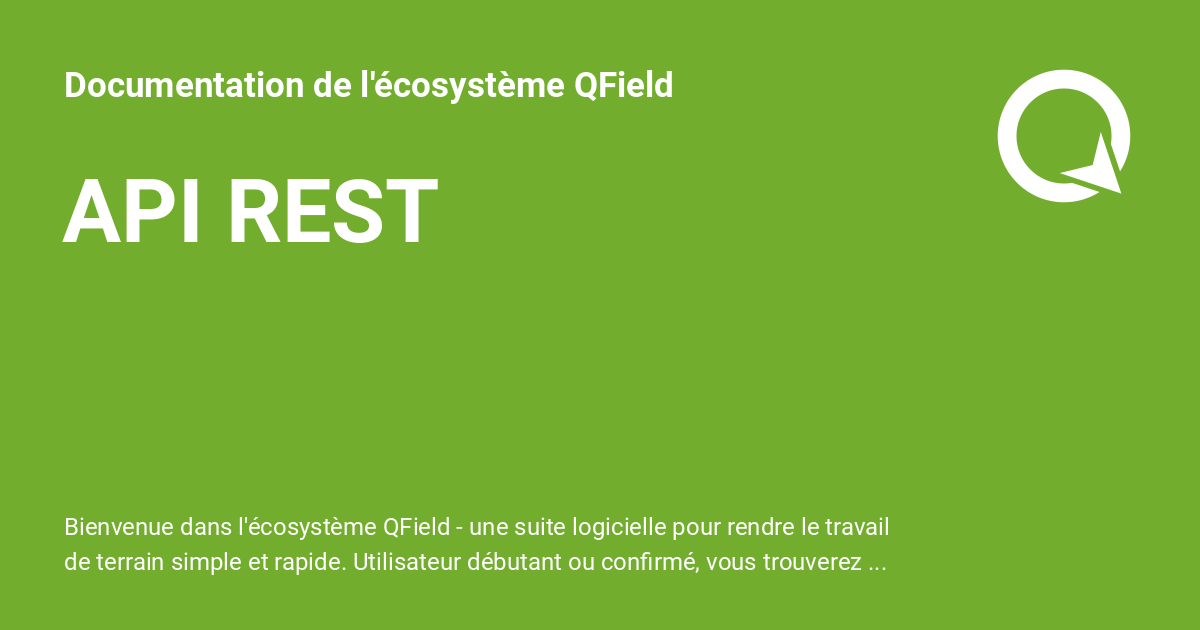 Documentation de l'écosystème QField
API REST
Bienvenue dans l'écosystème QField - une suite logicielle pour rendre le travail
de terrain simple et rapide. Utilisateur débutant ou confirmé, vous trouverez ...